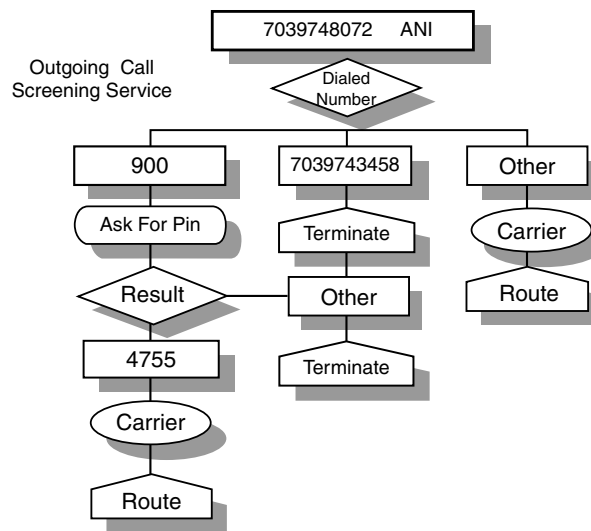 7039748072 ANI
Outgoing Call
Screening Service
Dialed
Number
900
7039743458
Other
Ask For Pin
Terminate
Carrier
Result
Other
Route
4755
Terminate
Carrier
Route